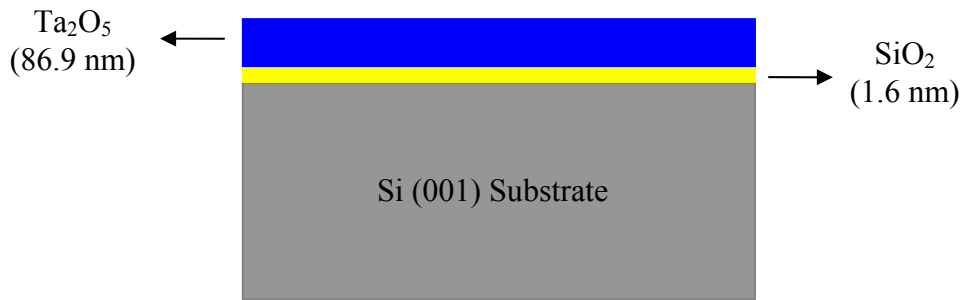 Ta₂O₅
(86.9 nm)
SiO₂
(1.6 nm)
Si (001) Substrate